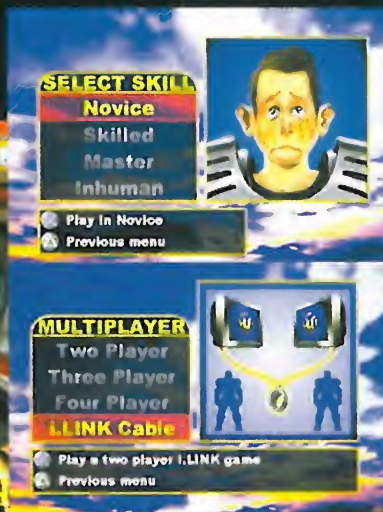 SELECT SKILL
Novice
Skilled
Master
Inhuman
Play in Novice
Previous menu
MULTIPLAYER
Two Player
Three Player
Four Player
i.LINK Cable
Play a two player i.LINK game
Previous menu